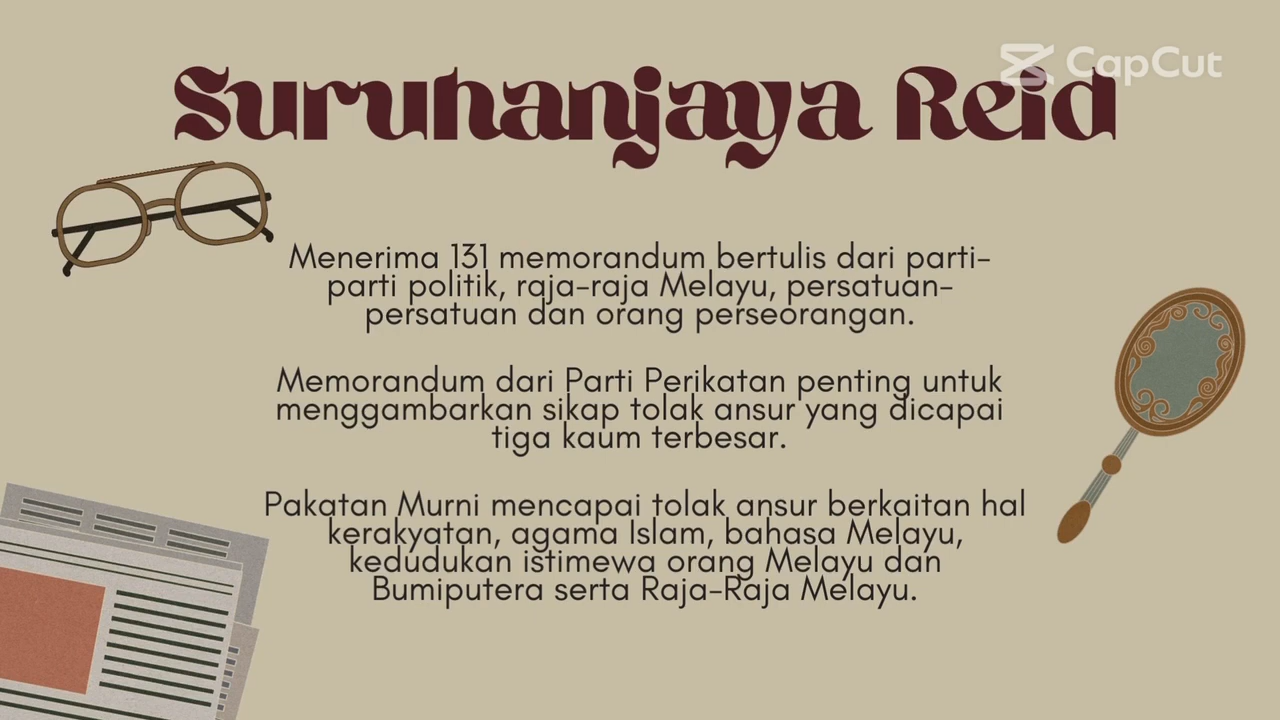 CapCut
Suruhanjaya Reid
Menerima 131 memorandum bertulis dari parti-
parti politik, raja-raja Melayu, persatuan-
persatuan dan orang perseorangan.
Memorandum dari Parti Perikatan penting untuk
menggambarkan sikap tolak ansur yang dicapai
tiga kaum terbesar.
Pakatan Murni mencapai tolak ansur berkaitan hal
kerakyatan, agama Islam, bahasa Melayu,
kedudukan istimewa orang Melayu dan
Bumiputera serta Raja-Raja Melayu.